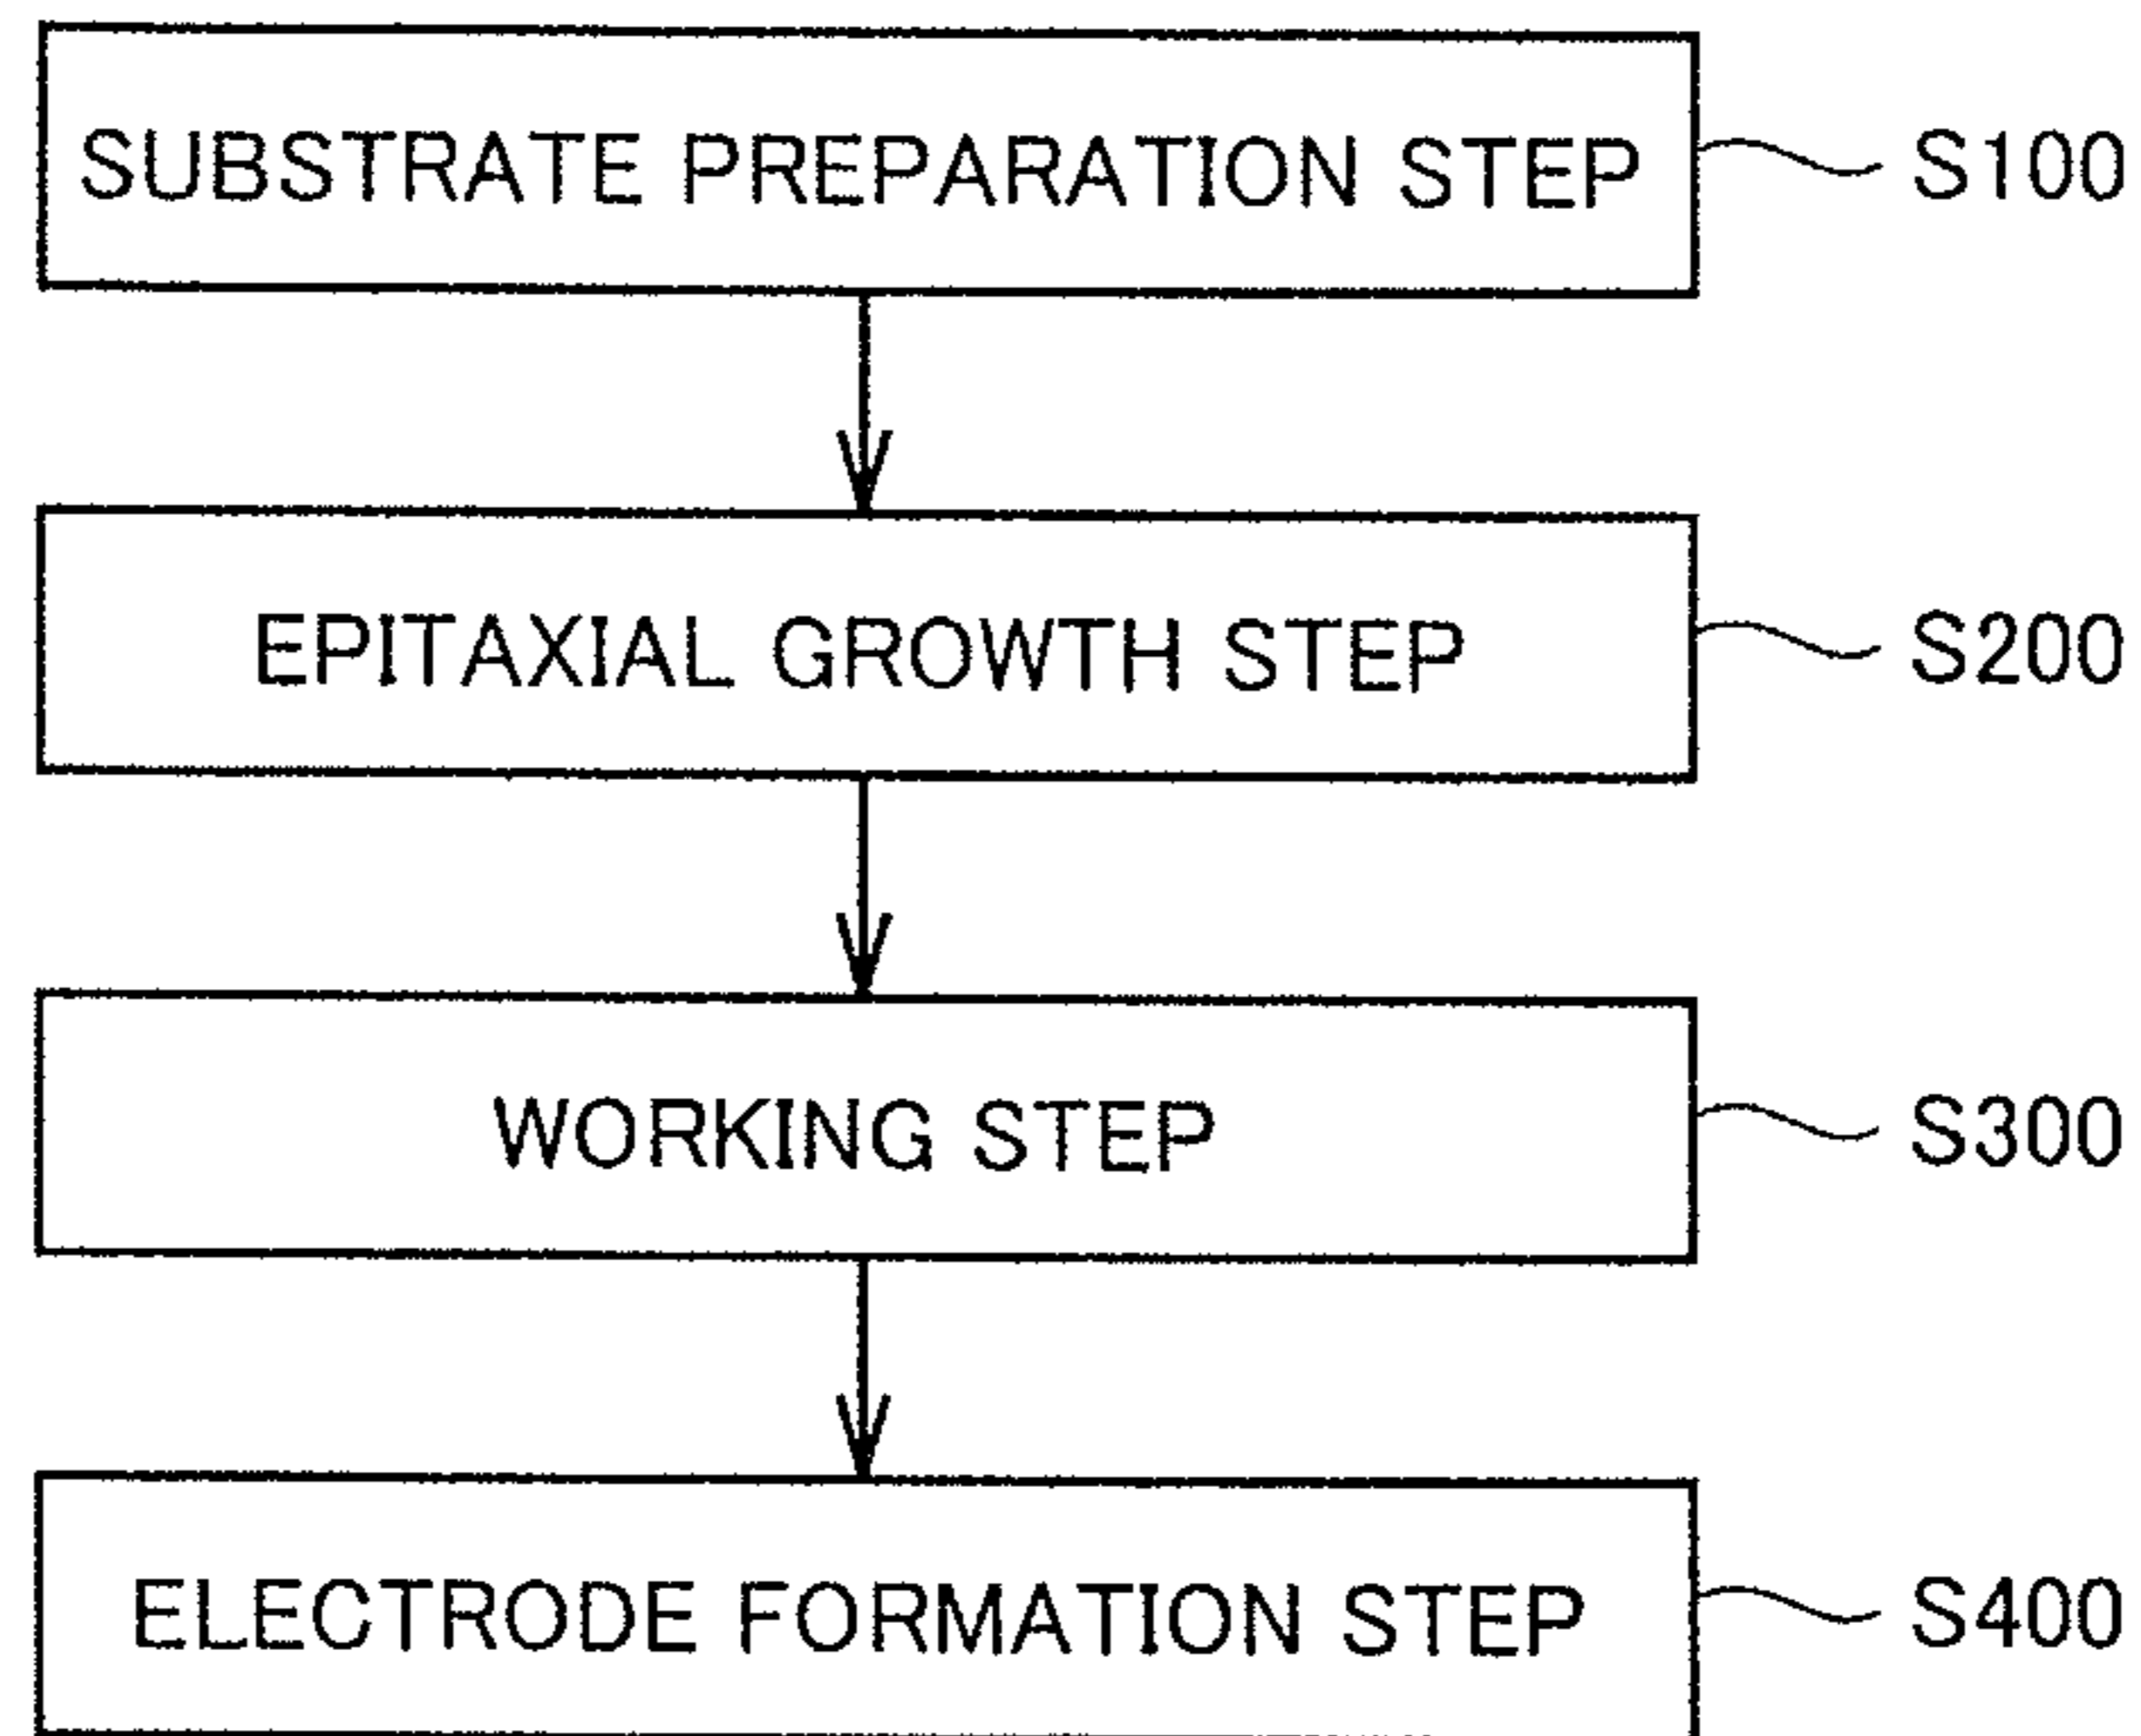 SUBSTRATE PREPARATION STEP S100
EPITAXIAL GROWTH STEP S200
WORKING STEP S300
ELECTRODE FORMATION STEP S400